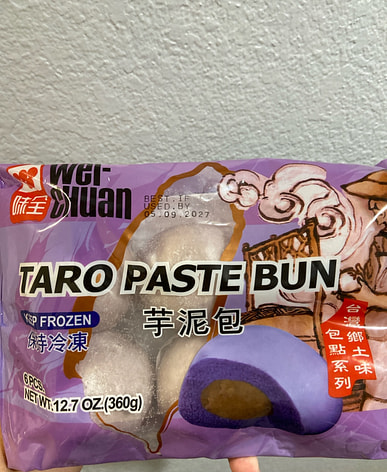 味全
Wei-
Chuan
BEST.IF
USED.BY
05.09.2027
TARO PASTE BUN
KEEP FROZEN
保持冷凍
芋泥包
台灣鄉土味
包點系列
6 PCS.
NET WT. 12.7 OZ.(360g)